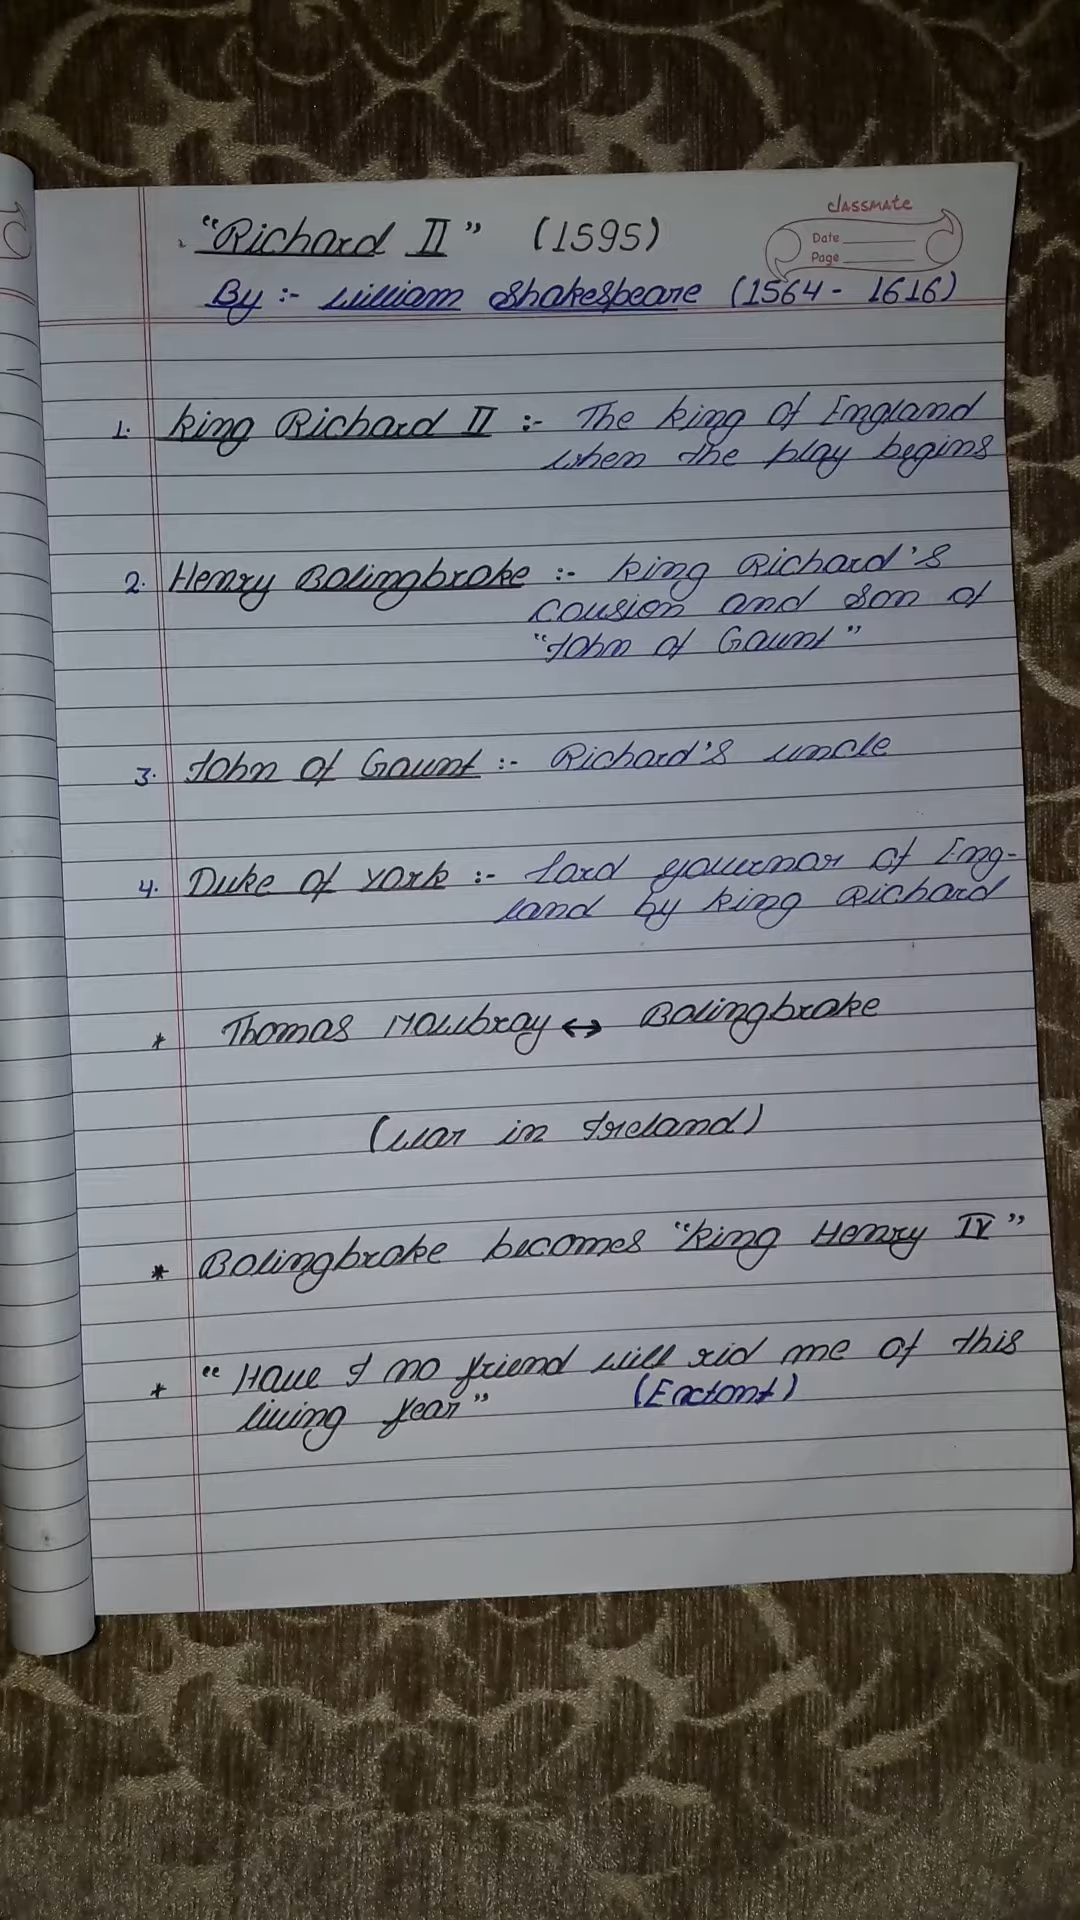 "Richard II" (1595)
classmate
Date
Page
By :- William Shakespeare (1564 - 1616)
1. King Richard II :- The king of England
when the play begins
2. Henry Bolingbroke :- King Richard's
cousion and son of
"John of Gaunt"
3. John of Gaunt :- Richard's uncle
4. Duke of York :- Lord governor of Eng-
land by King Richard
* Thomas Mowbray ↔ Bolingbroke
(war in Ireland)
* Bolingbroke becomes "King Henry IV"
* "Have I no friend will rid me of this
living fear" (Exton)